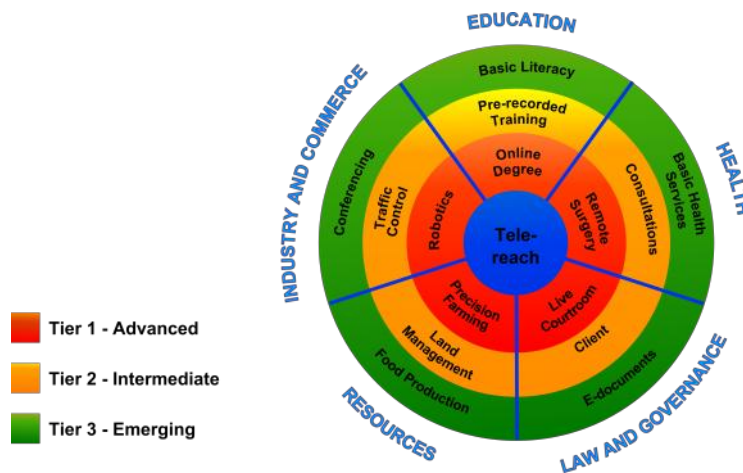 EDUCATION
Basic Literacy
Pre-recorded
Training
Online
Degree
HEALTH
Basic Health
Services
Consultations
Remote
Surgery
LAW AND GOVERNANCE
E-documents
Client
Live
Courtroom
RESOURCES
Food Production
Land
Management
Precision
Farming
INDUSTRY AND COMMERCE
Conferencing
Traffic
Control
Robotics
Tele-
reach
Tier 1 - Advanced
Tier 2 - Intermediate
Tier 3 - Emerging